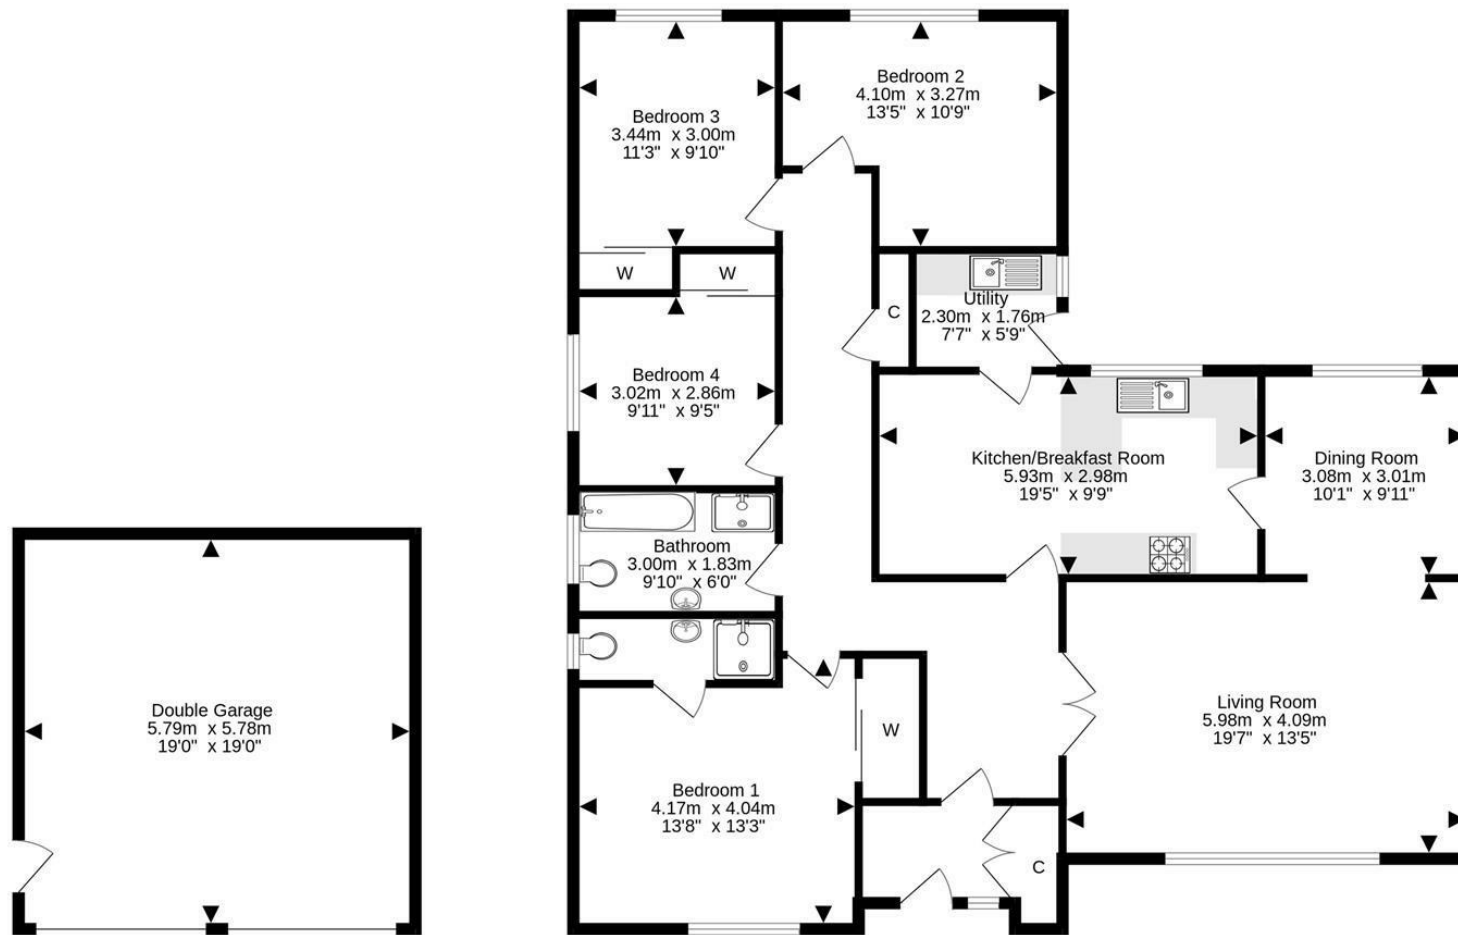 Bedroom 2
4.10m x 3.27m
13'5" x 10'9"
Bedroom 3
3.44m x 3.00m
11'3" x 9'10"
W
W
Utility
2.30m x 1.76m
7'7" x 5'9"
C
Bedroom 4
3.02m x 2.86m
9'11" x 9'5"
Kitchen/Breakfast Room
5.93m x 2.98m
19'5" x 9'9"
Dining Room
3.08m x 3.01m
10'1" x 9'11"
Bathroom
3.00m x 1.83m
9'10" x 6'0"
Double Garage
5.79m x 5.78m
19'0" x 19'0"
Living Room
5.98m x 4.09m
19'7" x 13'5"
W
Bedroom 1
4.17m x 4.04m
13'8" x 13'3"
C